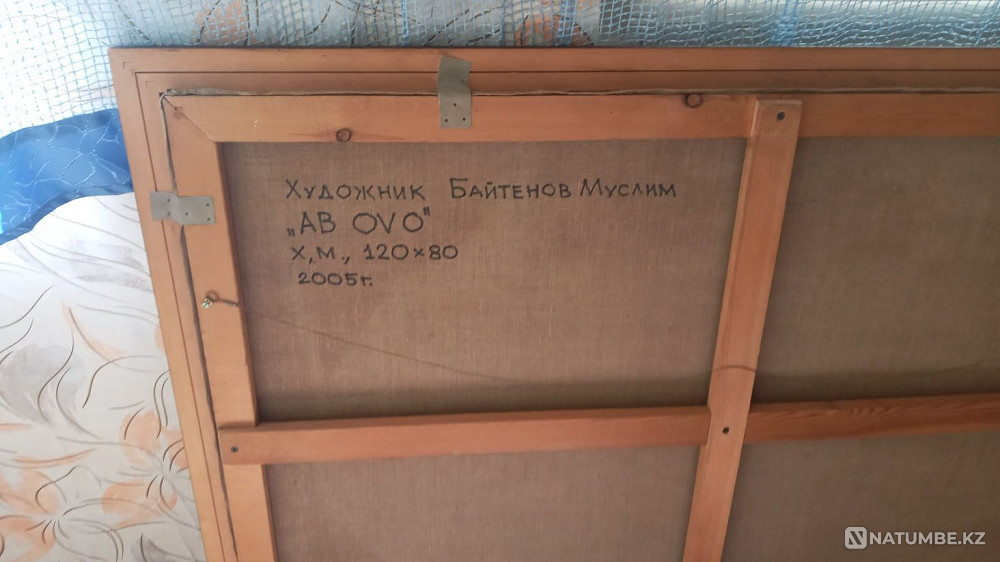 Художник Байтенов Муслим
„AB OVO"
х,м., 120×80
2005г.
NATUMBE.KZ